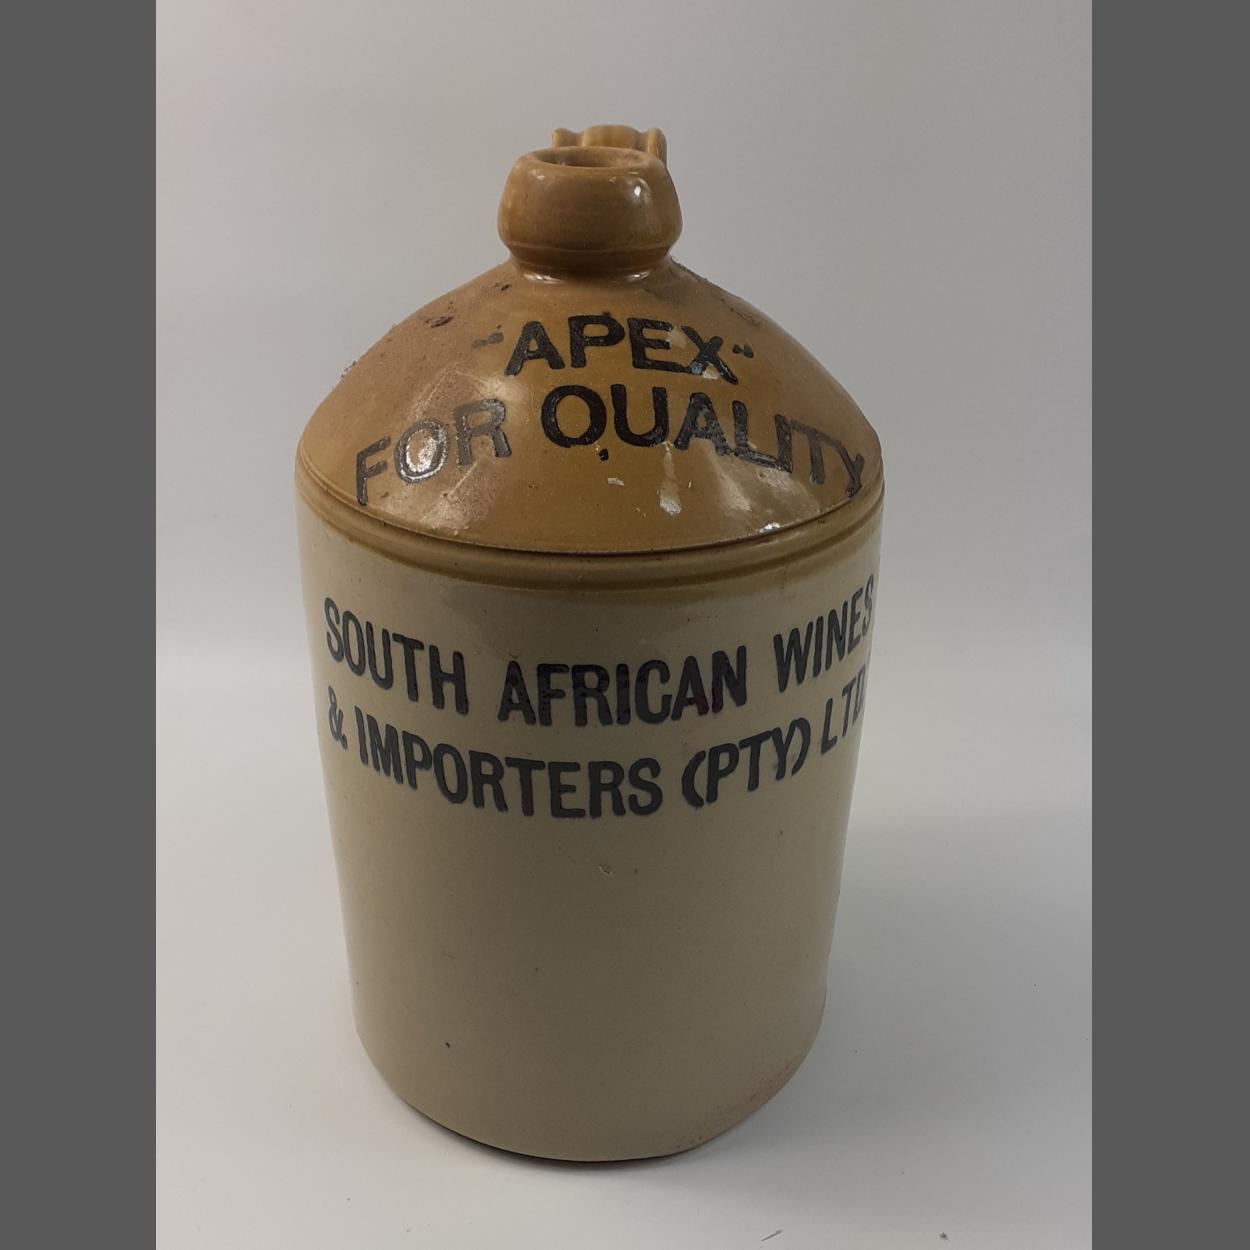 "APEX"
FOR QUALITY
SOUTH AFRICAN WINES
& IMPORTERS (PTY) LTD